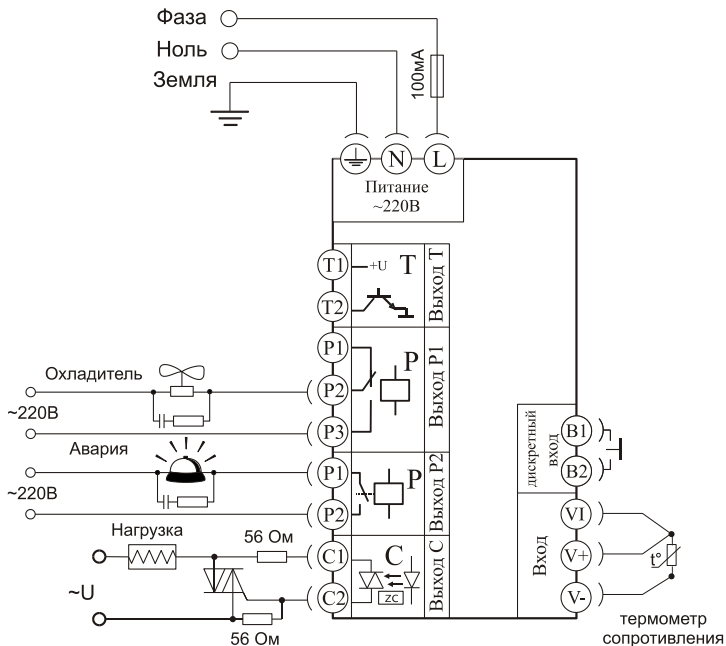 Фаза
Ноль
Земля
100мА
N
L
Питание
~220В
T1
+U
T
T2
Выход T
P1
P
P2
P3
Выход P1
Охладитель
~220В
Авария
~220В
P1
P
P2
Выход P2
Нагрузка
56 Ом
~U
56 Ом
C1
C
C2
ZC
Выход C
дискретный
вход
B1
B2
Вход
VI
V+
V-
t°
термометр
сопротивления